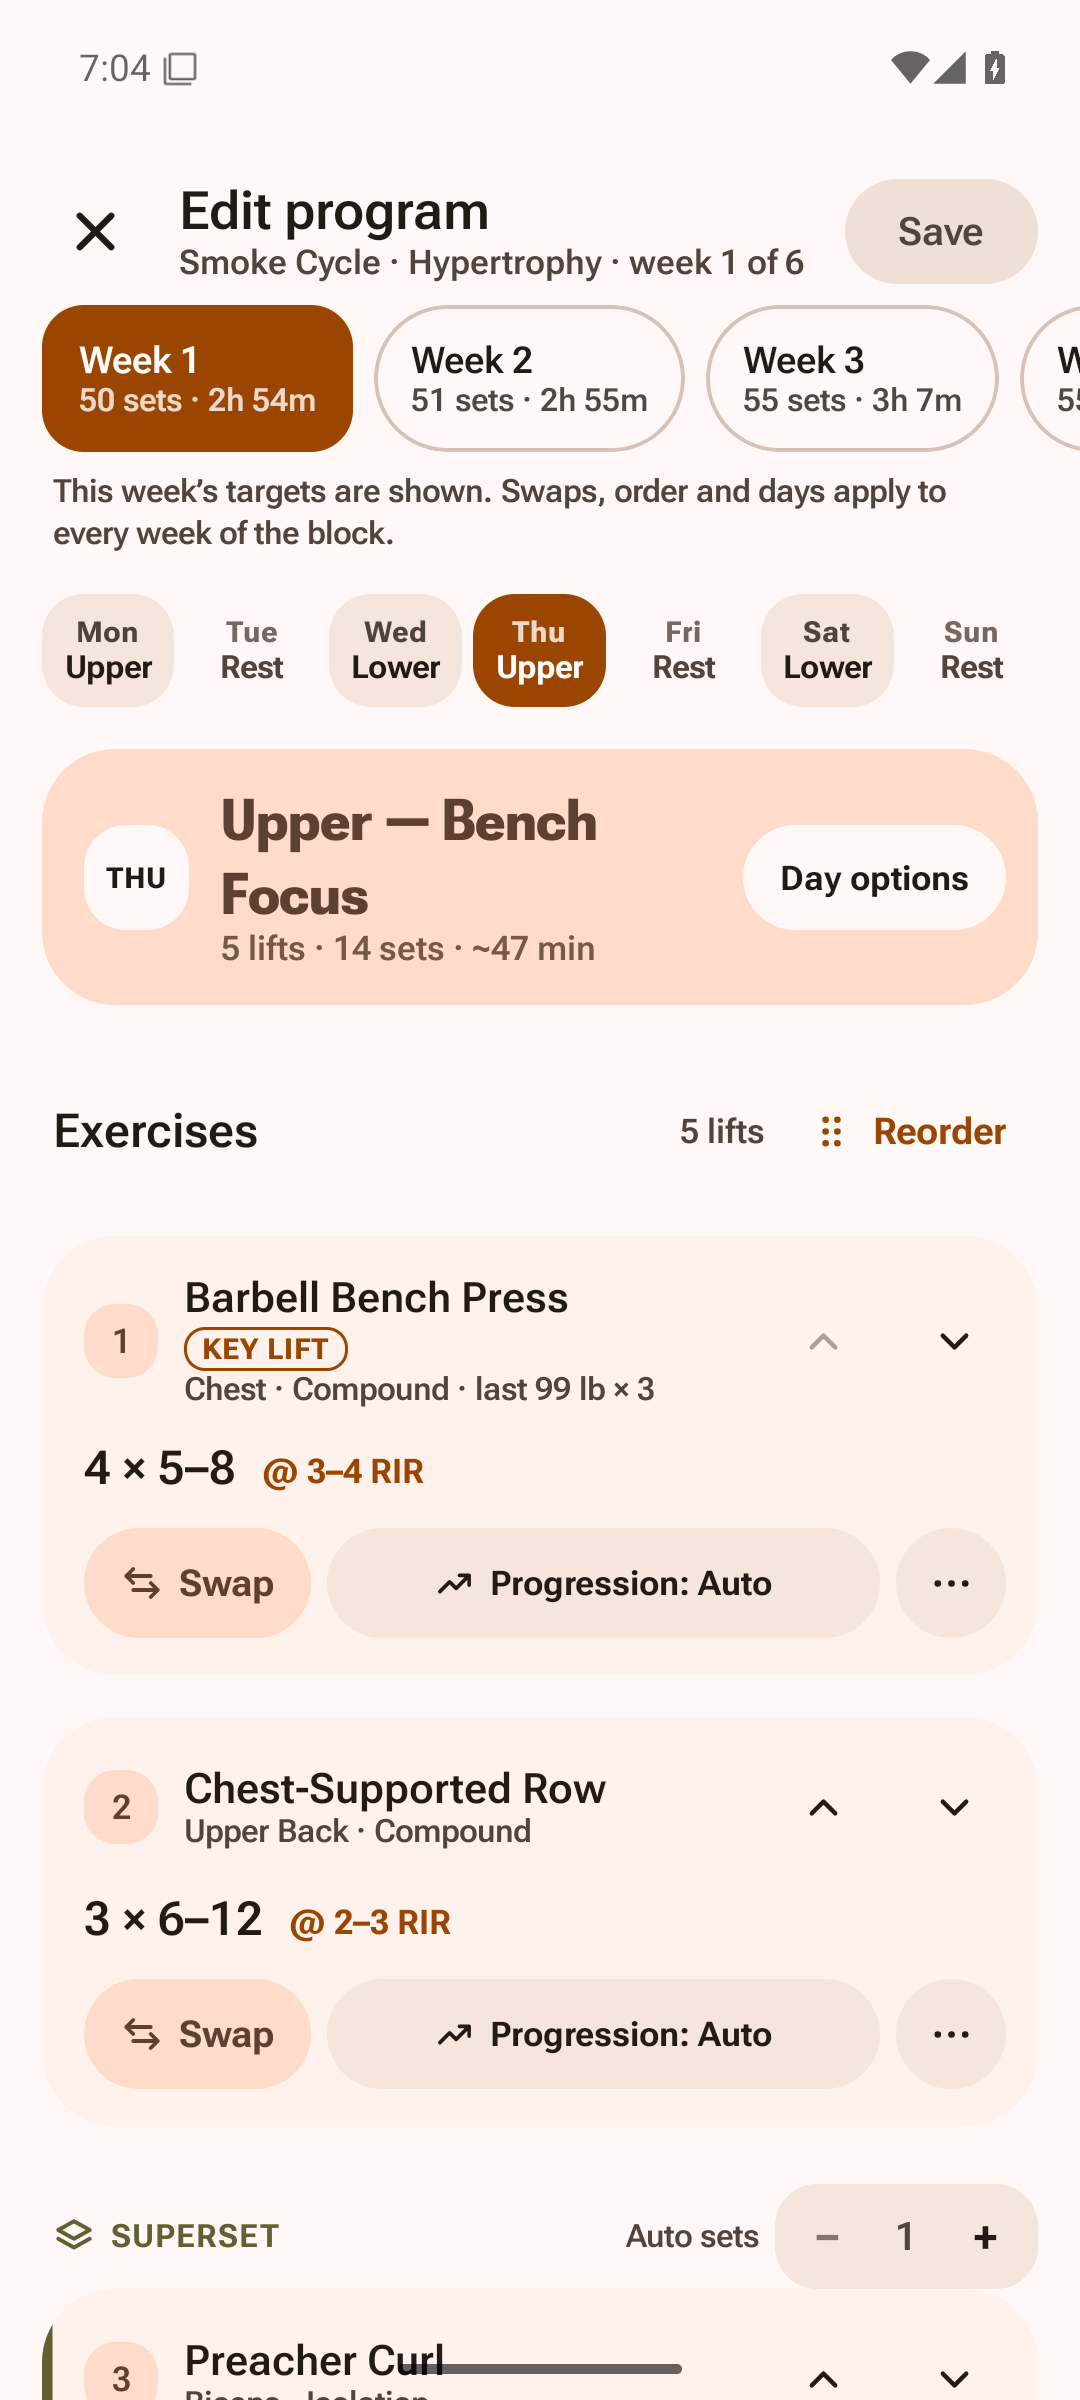 7:04
Edit program
Save
Smoke Cycle · Hypertrophy · week 1 of 6
Week 1
50 sets · 2h 54m
Week 2
51 sets · 2h 55m
Week 3
55 sets · 3h 7m
This week’s targets are shown. Swaps, order and days apply to
every week of the block.
Mon
Upper
Tue
Rest
Wed
Lower
Thu
Upper
Fri
Rest
Sat
Lower
Sun
Rest
THU
Upper — Bench
Focus
5 lifts · 14 sets · ~47 min
Day options
Exercises
5 lifts
Reorder
1
Barbell Bench Press
KEY LIFT
Chest · Compound · last 99 lb × 3
4 × 5–8 @ 3–4 RIR
Swap
Progression: Auto
2
Chest-Supported Row
Upper Back · Compound
3 × 6–12 @ 2–3 RIR
Swap
Progression: Auto
SUPERSET
Auto sets
− 1 +
3
Preacher Curl